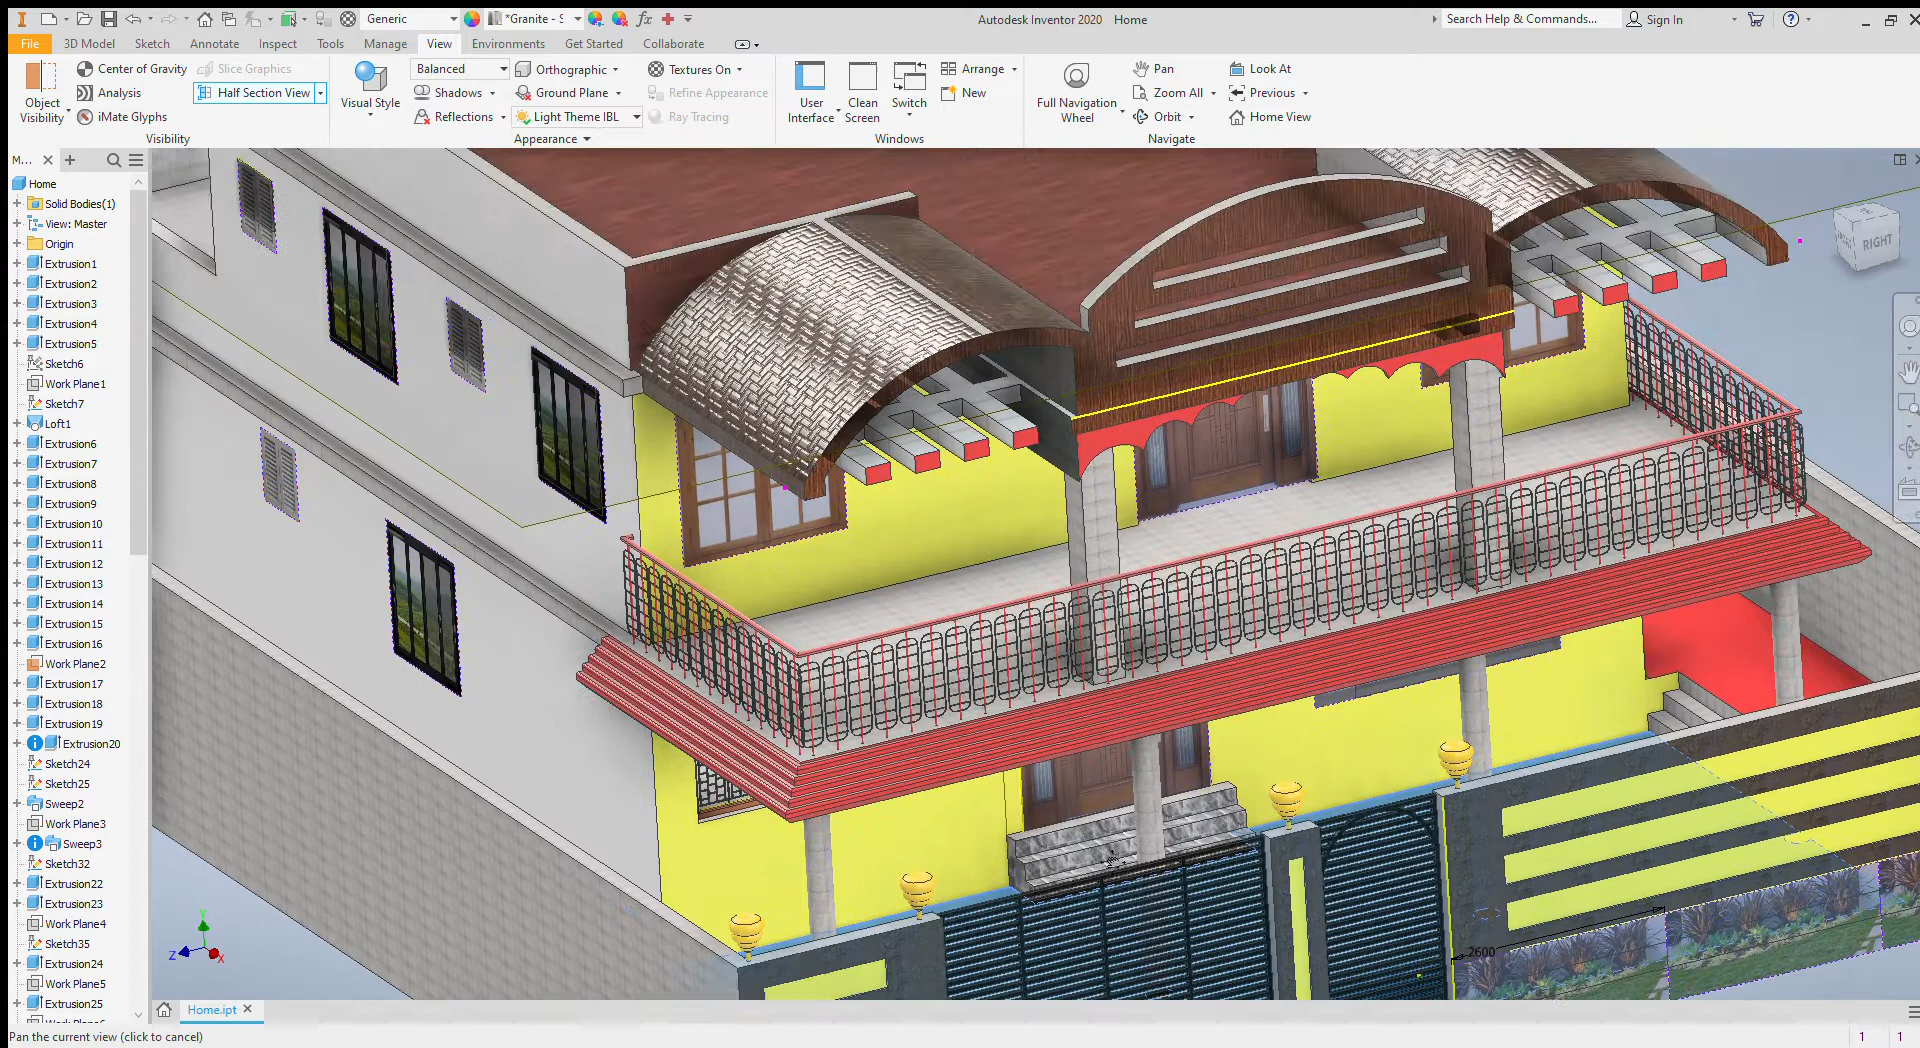 Generic
*Granite - S
fx
Autodesk Inventor 2020 Home
Search Help & Commands...
Sign In
File
3D Model
Sketch
Annotate
Inspect
Tools
Manage
View
Environments
Get Started
Collaborate
Object Visibility
Center of Gravity
Analysis
iMate Glyphs
Slice Graphics
Half Section View
Visibility
Visual Style
Balanced
Shadows
Reflections
Orthographic
Ground Plane
Light Theme IBL
Textures On
Refine Appearance
Ray Tracing
Appearance
User Interface
Clean Screen
Switch
Arrange
New
Windows
Full Navigation Wheel
Pan
Zoom All
Orbit
Look At
Previous
Home View
Navigate
M...
Home
Solid Bodies(1)
View: Master
Origin
Extrusion1
Extrusion2
Extrusion3
Extrusion4
Extrusion5
Sketch6
Work Plane1
Sketch7
Loft1
Extrusion6
Extrusion7
Extrusion8
Extrusion9
Extrusion10
Extrusion11
Extrusion12
Extrusion13
Extrusion14
Extrusion15
Extrusion16
Work Plane2
Extrusion17
Extrusion18
Extrusion19
Extrusion20
Sketch24
Sketch25
Sweep2
Work Plane3
Sweep3
Sketch32
Extrusion22
Extrusion23
Work Plane4
Sketch35
Extrusion24
Work Plane5
Extrusion25
RIGHT
2600
Y
Z
X
Home.ipt
Pan the current view (click to cancel)
1
1